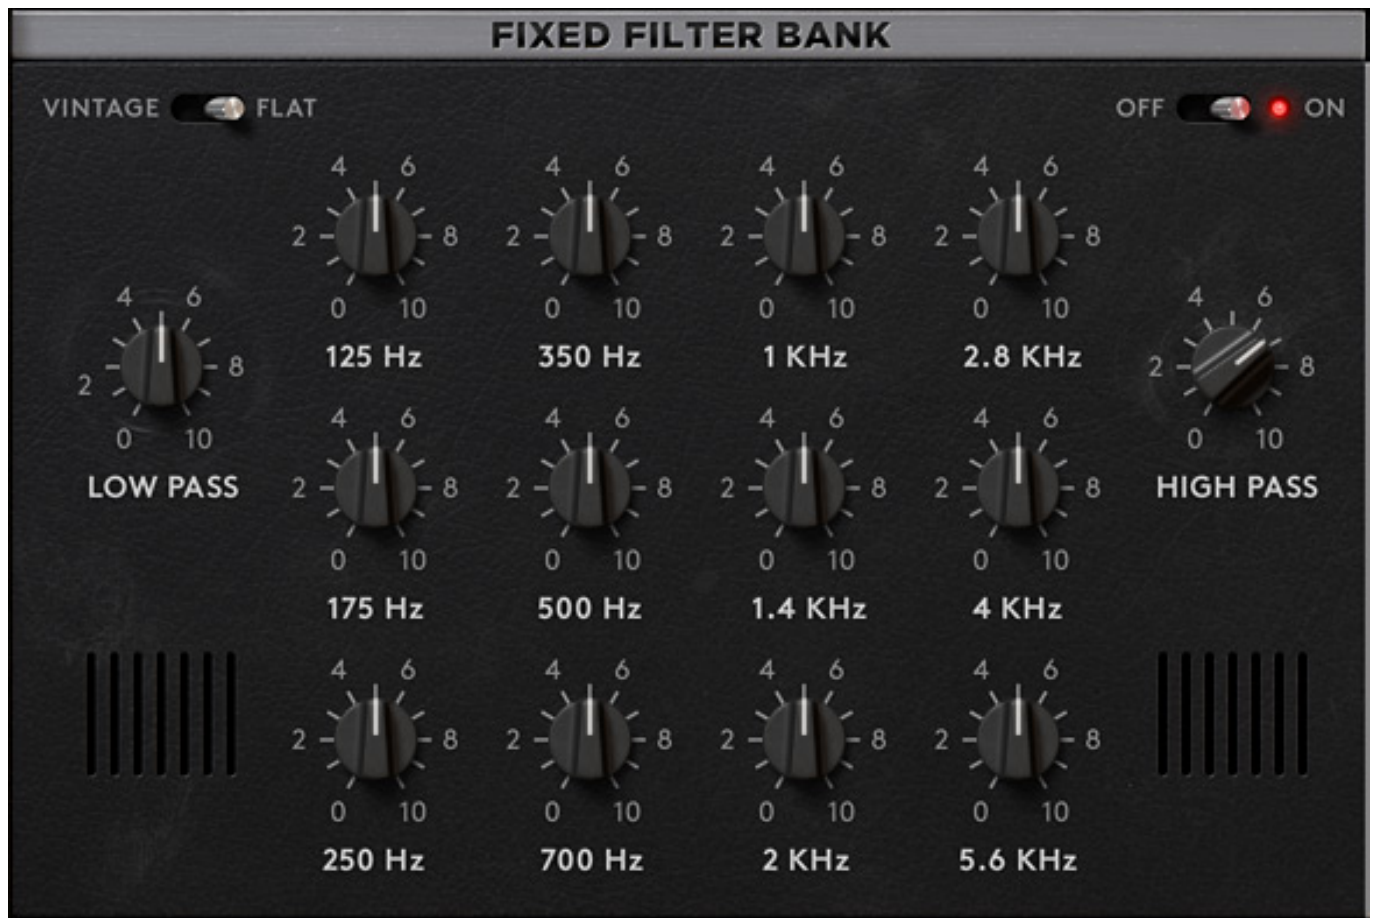 FIXED FILTER BANK
VINTAGE FLAT
OFF ON
4 6 4 6 4 6 4 6
2 8 2 8 2 8 2 8
0 10 0 10 0 10 0 10
125 Hz 350 Hz 1 KHz 2.8 KHz
4 6
2 8
0 10
LOW PASS
4 6
2 8
0 10
HIGH PASS
4 6 4 6 4 6 4 6
2 8 2 8 2 8 2 8
0 10 0 10 0 10 0 10
175 Hz 500 Hz 1.4 KHz 4 KHz
4 6 4 6 4 6 4 6
2 8 2 8 2 8 2 8
0 10 0 10 0 10 0 10
250 Hz 700 Hz 2 KHz 5.6 KHz